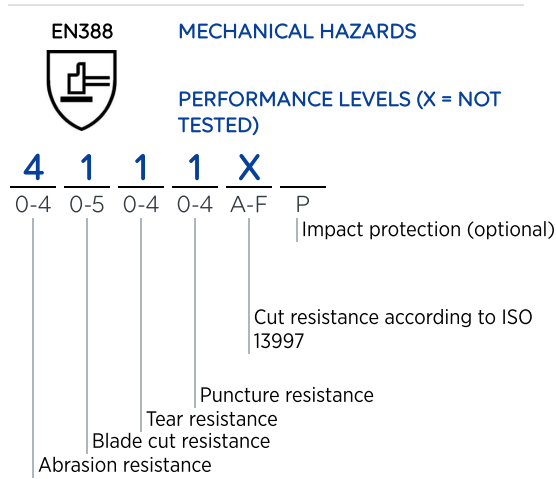 EN388
MECHANICAL HAZARDS
PERFORMANCE LEVELS (X = NOT
TESTED)
4 1 1 1 X
0-4 0-5 0-4 0-4 A-F P
Impact protection (optional)
Cut resistance according to ISO
13997
Puncture resistance
Tear resistance
Blade cut resistance
Abrasion resistance